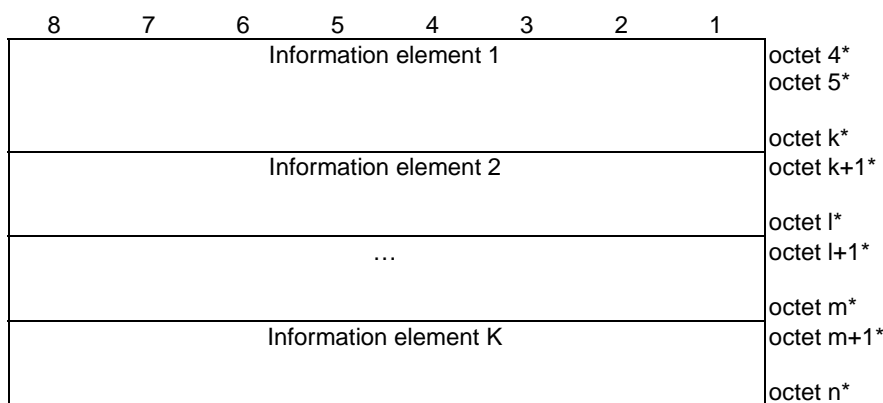 8 7 6 5 4 3 2 1
Information element 1 octet 4*
octet 5*
octet k*
Information element 2 octet k+1*
octet l*
… octet l+1*
octet m*
Information element K octet m+1*
octet n*